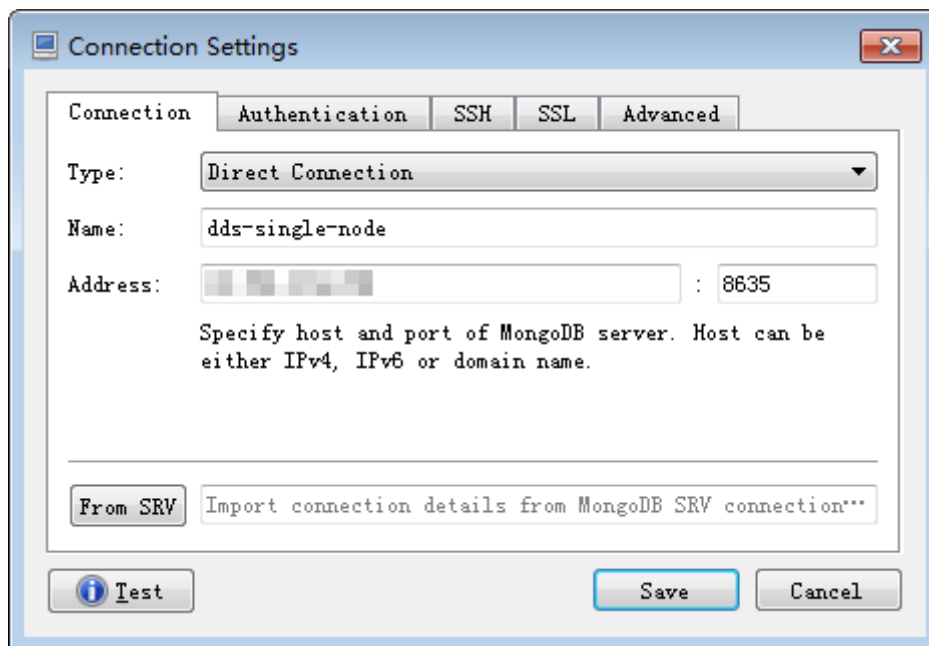 Connection Settings
Connection Authentication SSH SSL Advanced
Type: Direct Connection
Name: dds-single-node
Address: : 8635
Specify host and port of MongoDB server. Host can be
either IPv4, IPv6 or domain name.
From SRV Import connection details from MongoDB SRV connection…
Test Save Cancel